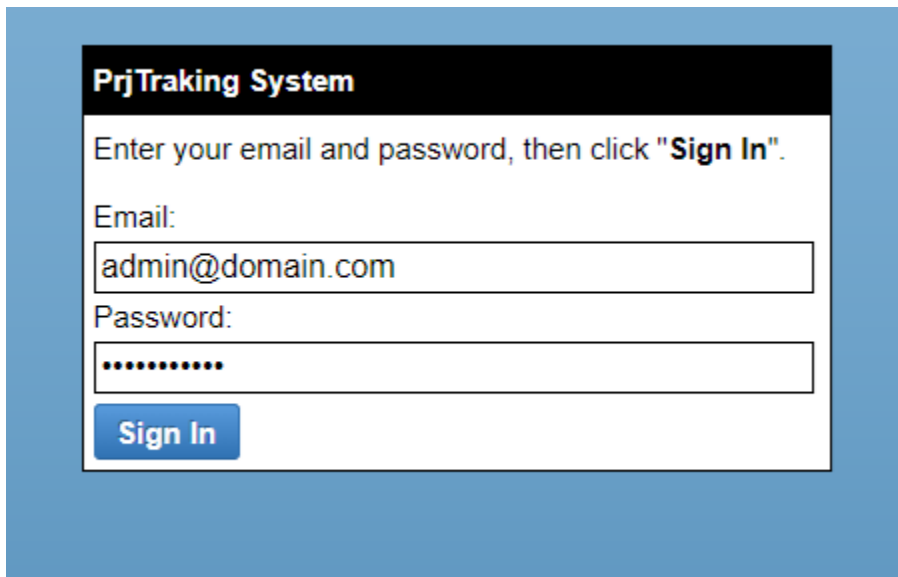 PrjTraking System
Enter your email and password, then click "Sign In".
Email:
admin@domain.com
Password:
•••••••••••
Sign In